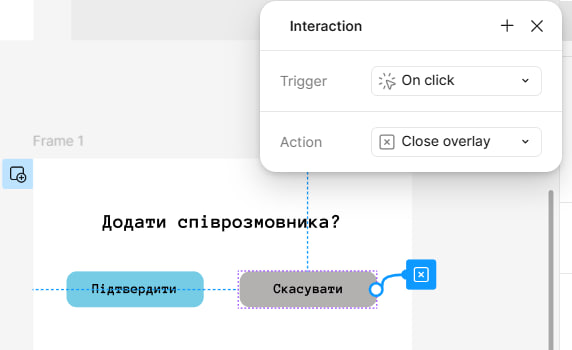 Interaction
Trigger
On click
Action
Close overlay
Frame 1
Додати співрозмовника?
Підтвердити
Скасувати